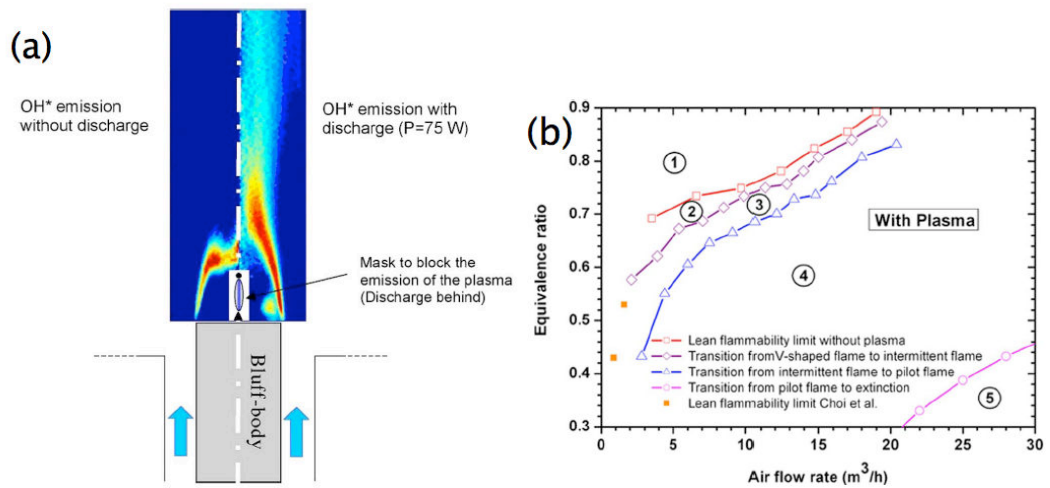 (a)
OH* emission
without discharge
OH* emission with
discharge (P=75 W)
Mask to block the
emission of the plasma
(Discharge behind)
Bluff-body
(b)
Equivalence ratio
0.9
0.8
0.7
0.6
0.5
0.4
0.3
1
2
3
4
5
With Plasma
Lean flammability limit without plasma
Transition fromV-shaped flame to intermittent flame
Transition from intermittent flame to pilot flame
Transition from pilot flame to extinction
Lean flammability limit Choi et al.
0 5 10 15 20 25 30
Air flow rate (m³/h)